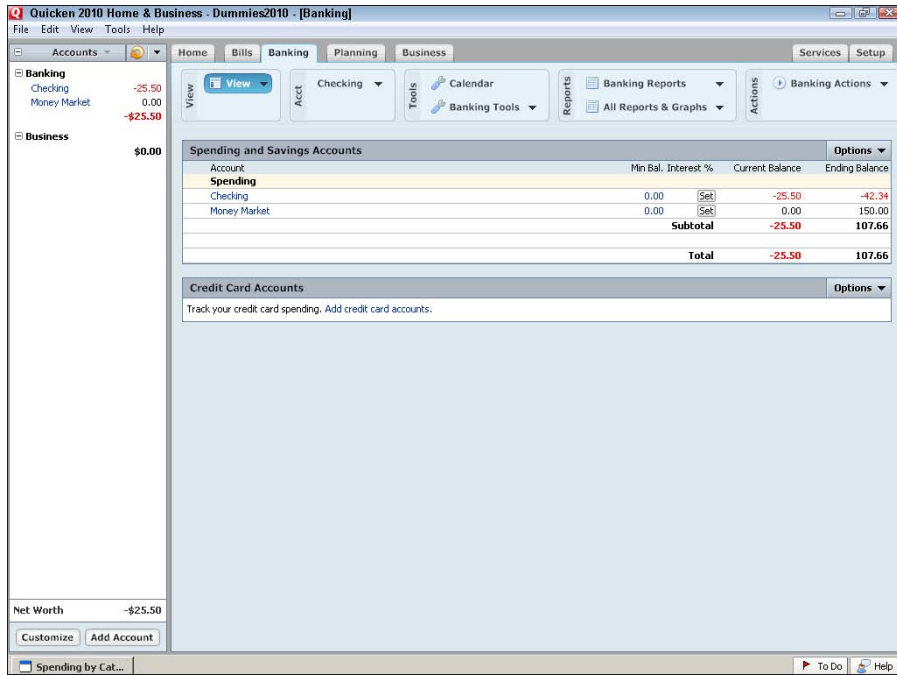 Quicken 2010 Home & Business - Dummies2010 - [Banking]
File Edit View Tools Help
Accounts
Home Bills Banking Planning Business Services Setup
Banking
Checking -25.50
Money Market 0.00
-$25.50
Business
$0.00
View
View
Acct
Checking
Tools
Calendar
Banking Tools
Reports
Banking Reports
All Reports & Graphs
Actions
Banking Actions
Spending and Savings Accounts Options
Account Min Bal. Interest % Current Balance Ending Balance
Spending
Checking 0.00 Set -25.50 -42.34
Money Market 0.00 Set 0.00 150.00
Subtotal -25.50 107.66
Total -25.50 107.66
Credit Card Accounts Options
Track your credit card spending. Add credit card accounts.
Net Worth -$25.50
Customize Add Account
Spending by Cat... To Do Help